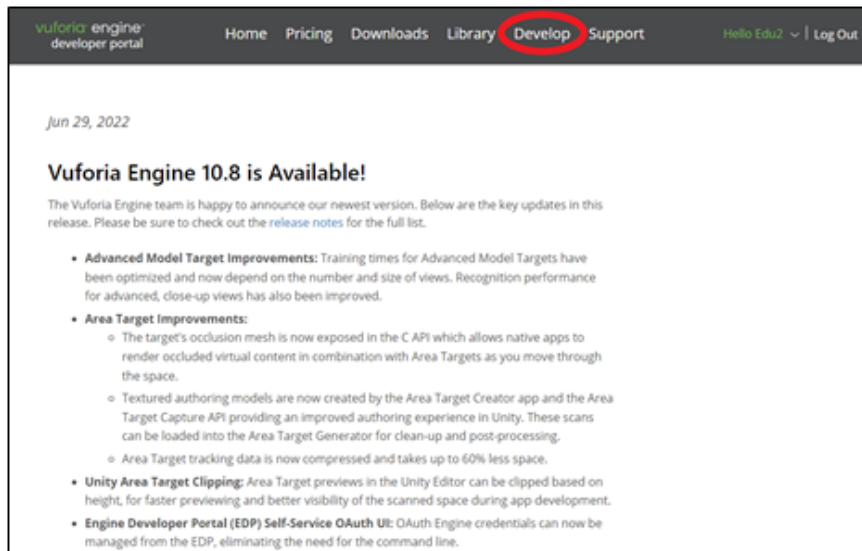 vuforia engine
developer portal
Home Pricing Downloads Library Develop Support Hello Edu2 | Log Out
Jun 29, 2022
Vuforia Engine 10.8 is Available!
The Vuforia Engine team is happy to announce our newest version. Below are the key updates in this
release. Please be sure to check out the release notes for the full list.
• Advanced Model Target Improvements: Training times for Advanced Model Targets have
been optimized and now depend on the number and size of views. Recognition performance
for advanced, close-up views has also been improved.
• Area Target Improvements:
○ The target's occlusion mesh is now exposed in the C API which allows native apps to
render occluded virtual content in combination with Area Targets as you move through
the space.
○ Textured authoring models are now created by the Area Target Creator app and the Area
Target Capture API providing an improved authoring experience in Unity. These scans
can be loaded into the Area Target Generator for clean-up and post-processing.
○ Area Target tracking data is now compressed and takes up to 60% less space.
• Unity Area Target Clipping: Area Target previews in the Unity Editor can be clipped based on
height, for faster previewing and better visibility of the scanned space during app development.
• Engine Developer Portal (EDP) Self-Service OAuth UI: OAuth Engine credentials can now be
managed from the EDP, eliminating the need for the command line.